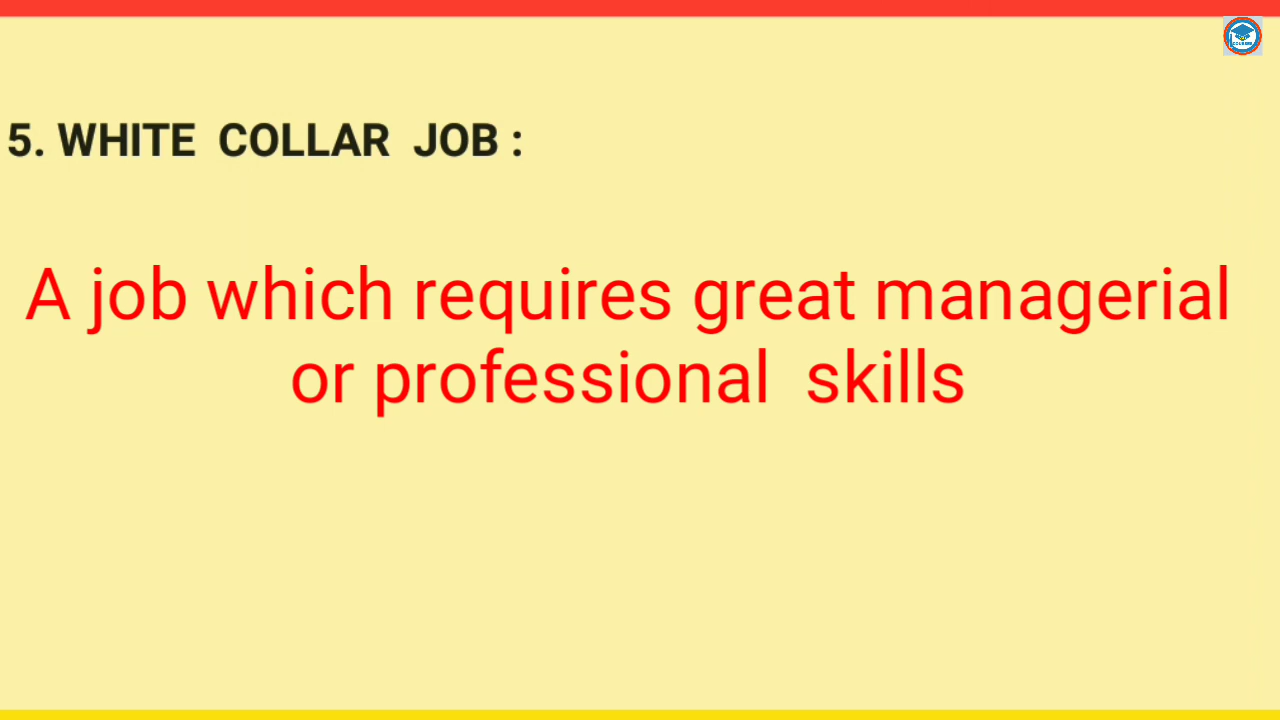 5. WHITE COLLAR JOB :
A job which requires great managerial
or professional skills